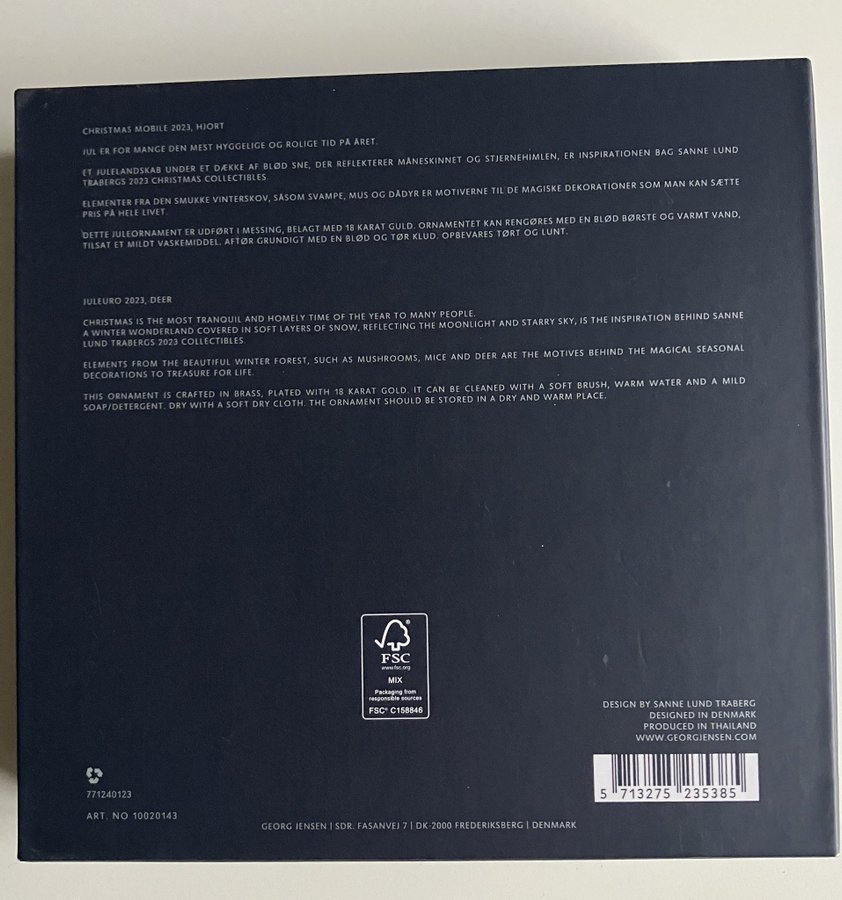 CHRISTMAS MOBILE 2023, HJORT
JUL ER FOR MANGE DEN MEST HYGGELIGE OG ROLIGE TID PÅ ÅRET.
ET JULELANDSKAB UNDER ET DÆKKE AF BLØD SNE, DER REFLEKTERER MÅNESKINNET OG STJERNEHIMLEN, ER INSPIRATIONEN BAG SANNE LUND
TRABERGS 2023 CHRISTMAS COLLECTIBLES.
ELEMENTER FRA DEN SMUKKE VINTERSKOV, SÅSOM SVAMPE, MUS OG DÅDYR ER MOTIVERNE TIL DE MAGISKE DEKORATIONER SOM MAN KAN SÆTTE
PRIS PÅ HELE LIVET.
DETTE JULEORNAMENT ER UDFØRT I MESSING, BELAGT MED 18 KARAT GULD. ORNAMENTET KAN RENGØRES MED EN BLØD BØRSTE OG VARMT VAND,
TILSAT ET MILDT VASKEMIDDEL. AFTØR GRUNDIGT MED EN BLØD OG TØR KLUD. OPBEVARES TØRT OG LUNT.
JULEURO 2023, DEER
CHRISTMAS IS THE MOST TRANQUIL AND HOMELY TIME OF THE YEAR TO MANY PEOPLE.
A WINTER WONDERLAND COVERED IN SOFT LAYERS OF SNOW, REFLECTING THE MOONLIGHT AND STARRY SKY, IS THE INSPIRATION BEHIND SANNE
LUND TRABERGS 2023 COLLECTIBLES.
ELEMENTS FROM THE BEAUTIFUL WINTER FOREST, SUCH AS MUSHROOMS, MICE AND DEER ARE THE MOTIVES BEHIND THE MAGICAL SEASONAL
DECORATIONS TO TREASURE FOR LIFE.
THIS ORNAMENT IS CRAFTED IN BRASS, PLATED WITH 18 KARAT GOLD. IT CAN BE CLEANED WITH A SOFT BRUSH, WARM WATER AND A MILD
SOAP/DETERGENT. DRY WITH A SOFT DRY CLOTH. THE ORNAMENT SHOULD BE STORED IN A DRY AND WARM PLACE.
FSC
www.fsc.org
MIX
Packaging from
responsible sources
FSC® C158846
DESIGN BY SANNE LUND TRABERG
DESIGNED IN DENMARK
PRODUCED IN THAILAND
WWW.GEORGJENSEN.COM
5 713275 235385
771240123
ART. NO 10020143
GEORG JENSEN | SDR. FASANVEJ 7 | DK-2000 FREDERIKSBERG | DENMARK